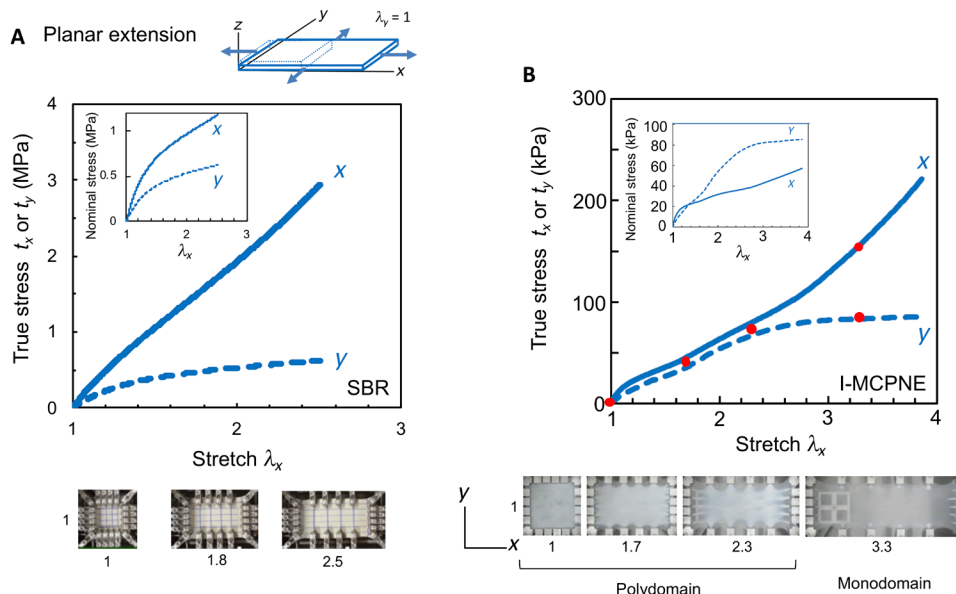 A Planar extension
z
y
x
λy = 1
True stress tx or ty (MPa)
4
3
2
1
0
1
2
3
Stretch λx
x
y
SBR
Nominal stress (MPa)
1
0.5
0
1
2
3
λx
x
y
1
1
1.8
2.5
B
True stress tx or ty (kPa)
300
200
150
100
50
0
1
2
3
4
Stretch λx
x
y
I-MCPNE
Nominal stress (kPa)
100
80
60
40
20
0
1
2
3
4
λx
Y
X
y
x
1
1
1.7
2.3
3.3
Polydomain
Monodomain